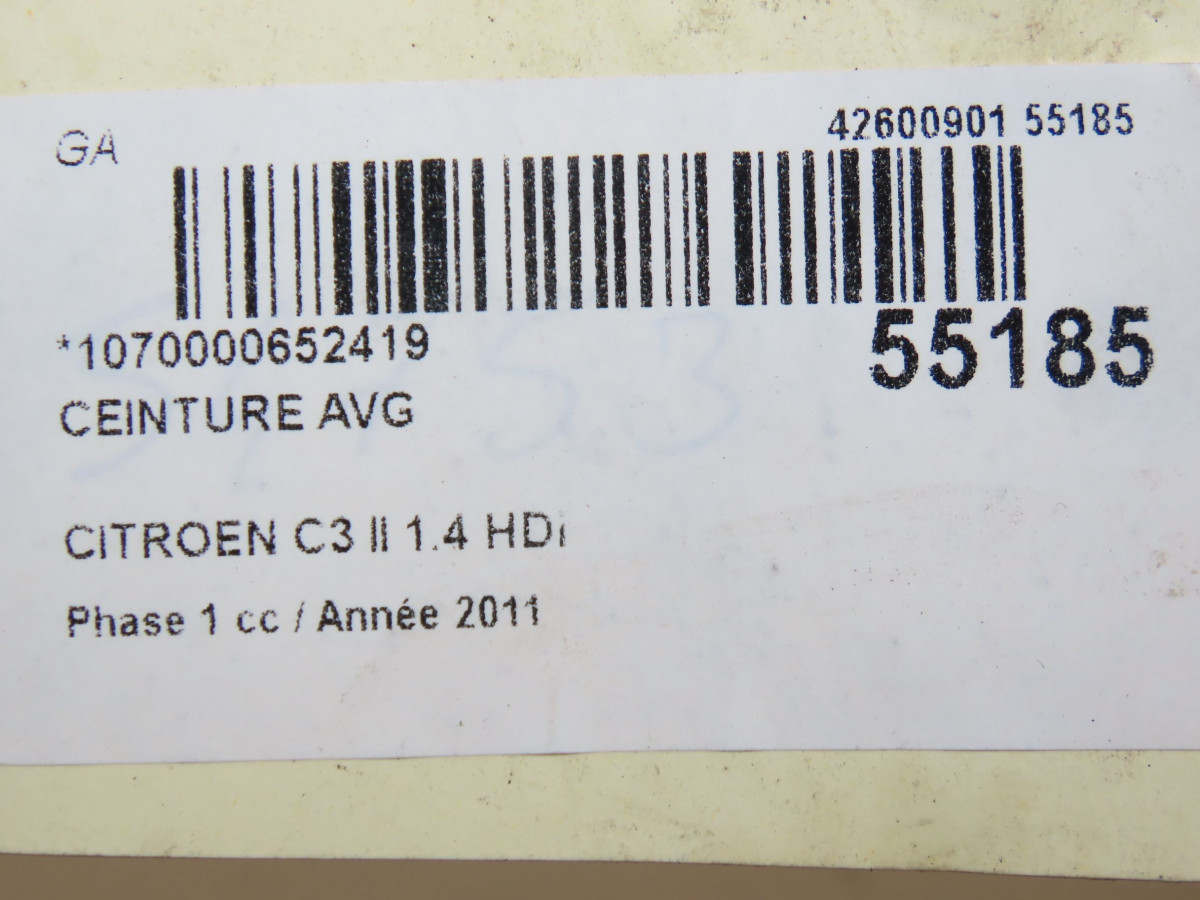 GA
42600901 55185
*1070000652419
55185
CEINTURE AVG
CITROEN C3 II 1.4 HDi
Phase 1 cc / Année 2011